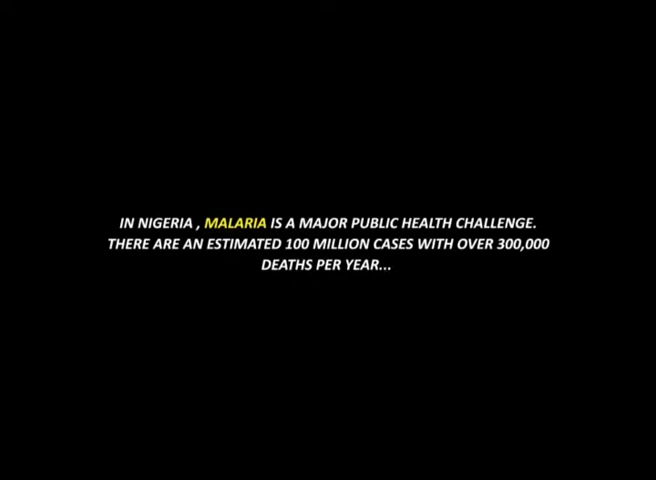 IN NIGERIA , MALARIA IS A MAJOR PUBLIC HEALTH CHALLENGE.
THERE ARE AN ESTIMATED 100 MILLION CASES WITH OVER 300,000
DEATHS PER YEAR...